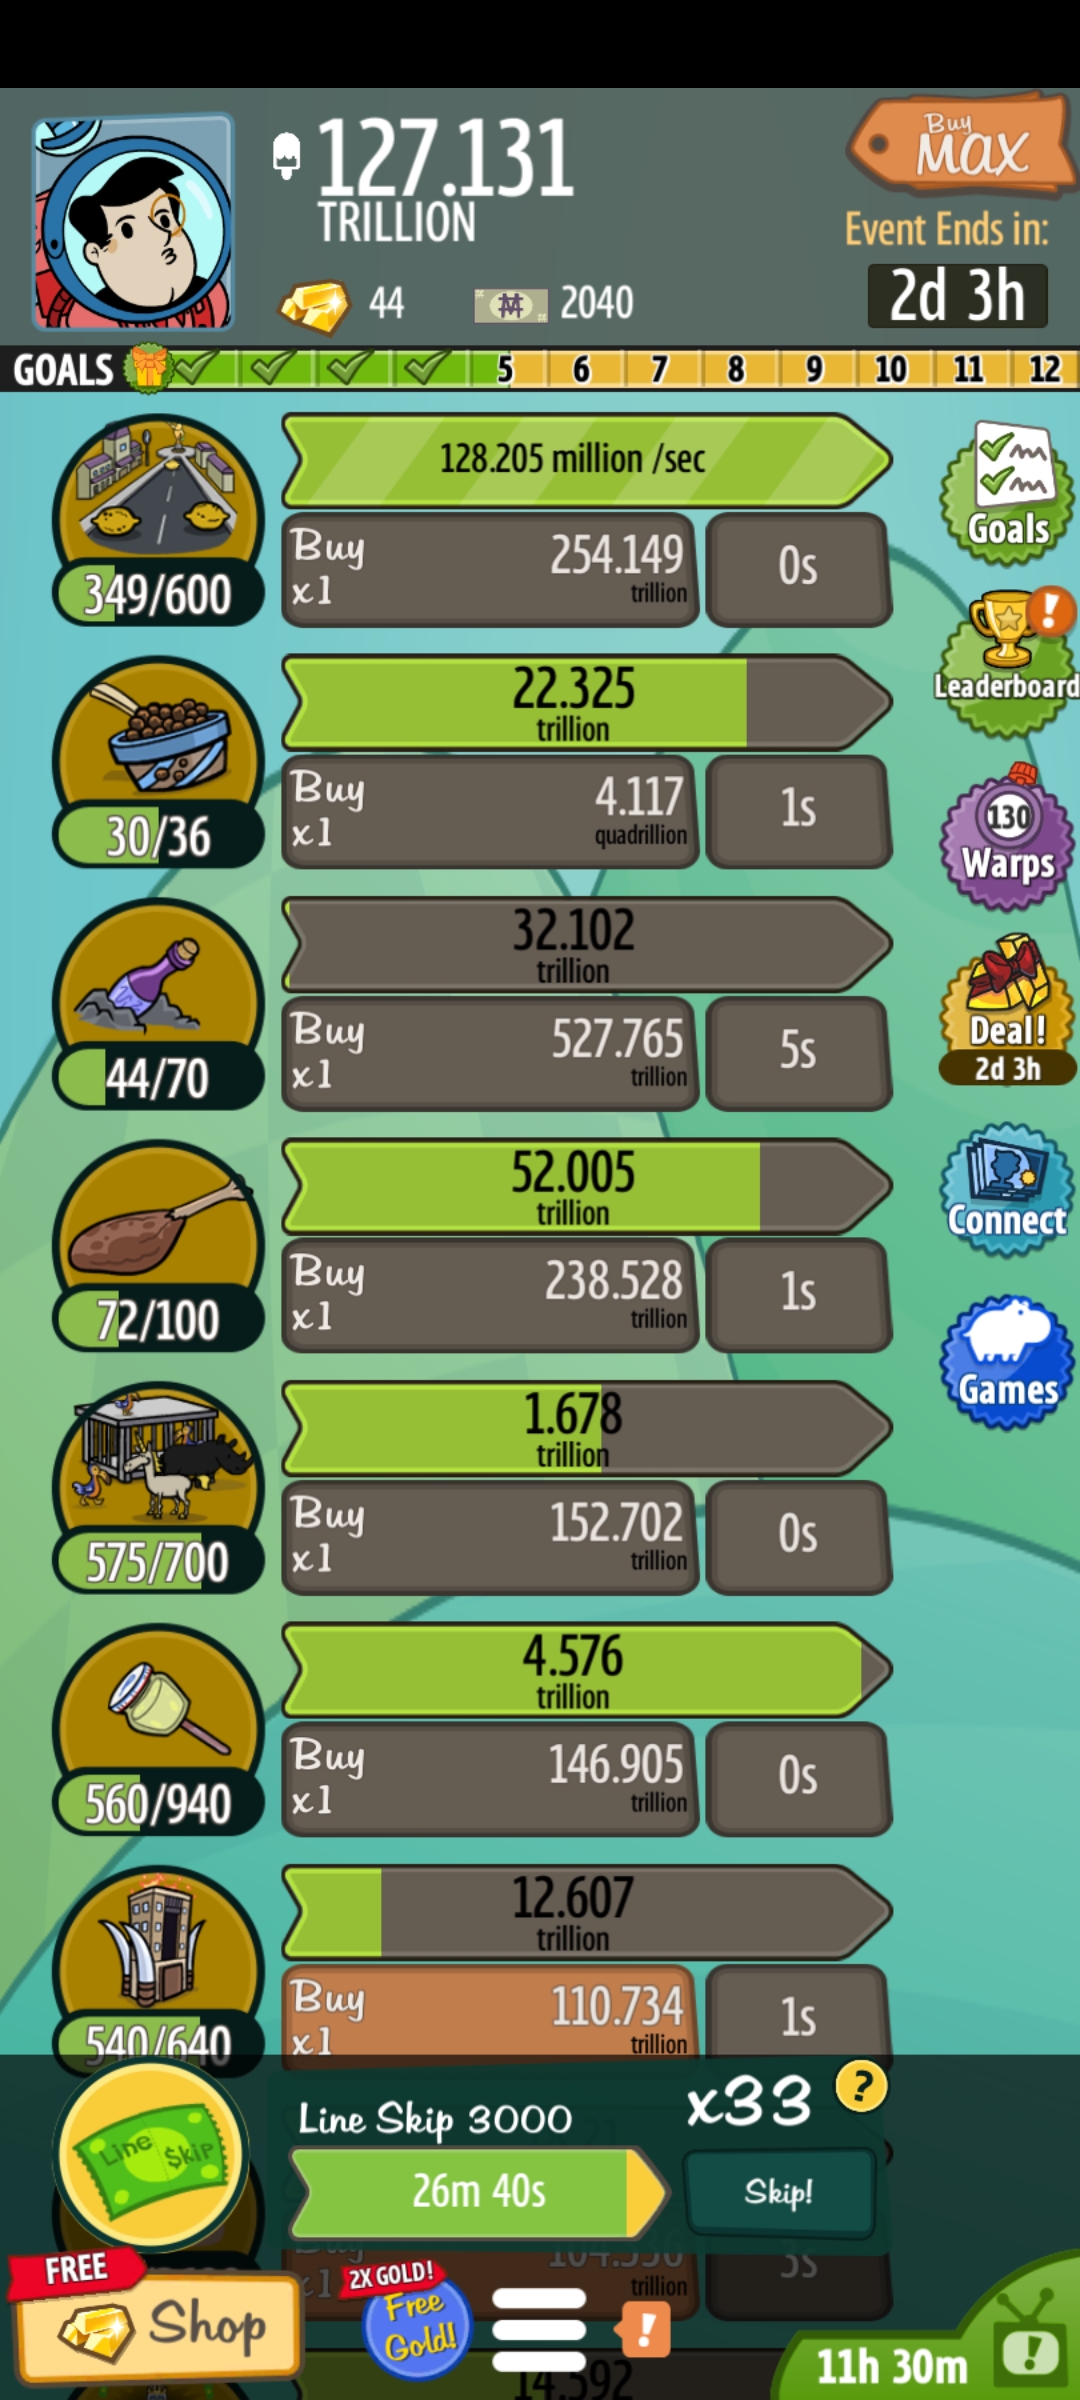 127.131
TRILLION
Buy
MAX
Event Ends in:
2d 3h
44
2040
GOALS 5 6 7 8 9 10 11 12
128.205 million /sec
Buy
x1
254.149
trillion
0s
349/600
Goals
Leaderboard
22.325
trillion
Buy
x1
4.117
quadrillion
1s
30/36
130
Warps
32.102
trillion
Buy
x1
527.765
trillion
5s
44/70
Deal!
2d 3h
52.005
trillion
Buy
x1
238.528
trillion
1s
72/100
Connect
1.678
trillion
Buy
x1
152.702
trillion
0s
575/700
Games
4.576
trillion
Buy
x1
146.905
trillion
0s
560/940
12.607
trillion
Buy
x1
110.734
trillion
1s
540/640
Line Skip
Line Skip 3000
x33
?
26m 40s
Skip!
Buy
x1
trillion
3s
FREE
Shop
2X GOLD!
Free
Gold!
!
11h 30m
14.592